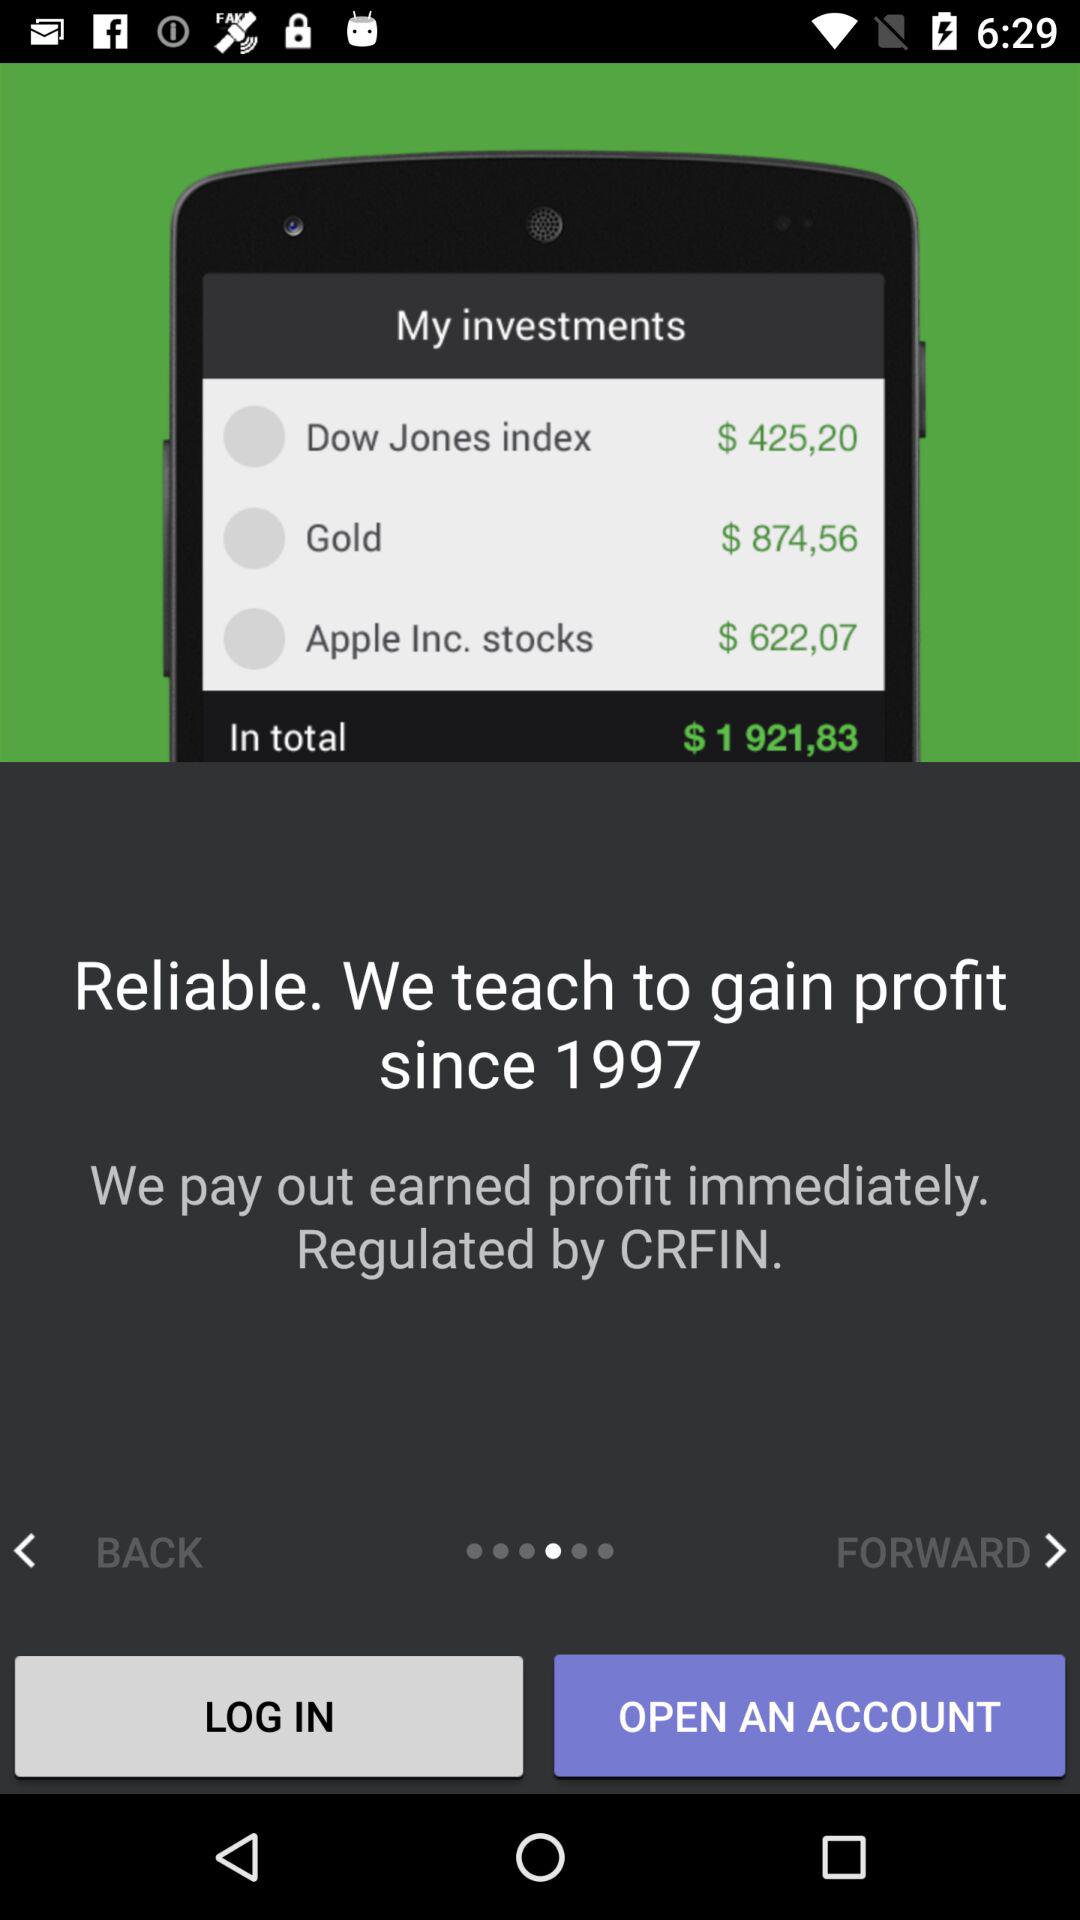 FAKE
6:29
My investments
Dow Jones index $ 425,20
Gold $ 874,56
Apple Inc. stocks $ 622,07
In total $ 1 921,83
Reliable. We teach to gain profit
since 1997
We pay out earned profit immediately.
Regulated by CRFIN.
BACK FORWARD
LOG IN OPEN AN ACCOUNT